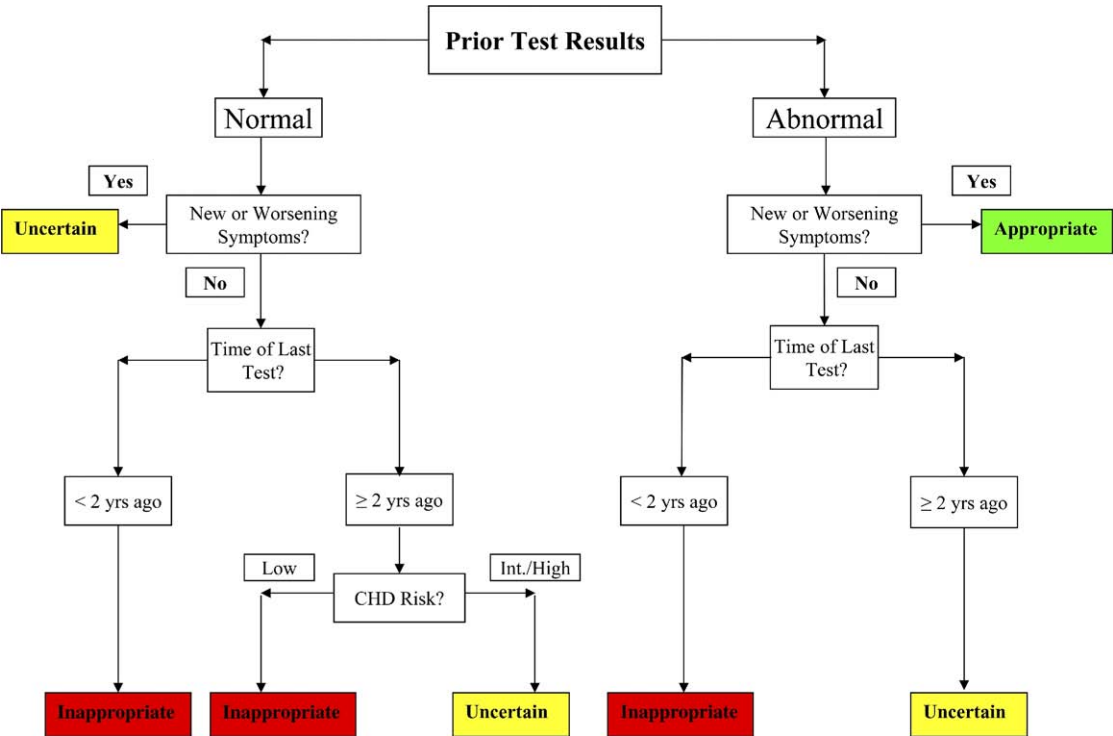 Prior Test Results
Normal
Abnormal
Yes
Yes
Uncertain
New or Worsening
Symptoms?
New or Worsening
Symptoms?
Appropriate
No
No
Time of Last
Test?
Time of Last
Test?
< 2 yrs ago
≥ 2 yrs ago
< 2 yrs ago
≥ 2 yrs ago
Low
Int./High
CHD Risk?
Inappropriate
Inappropriate
Uncertain
Inappropriate
Uncertain